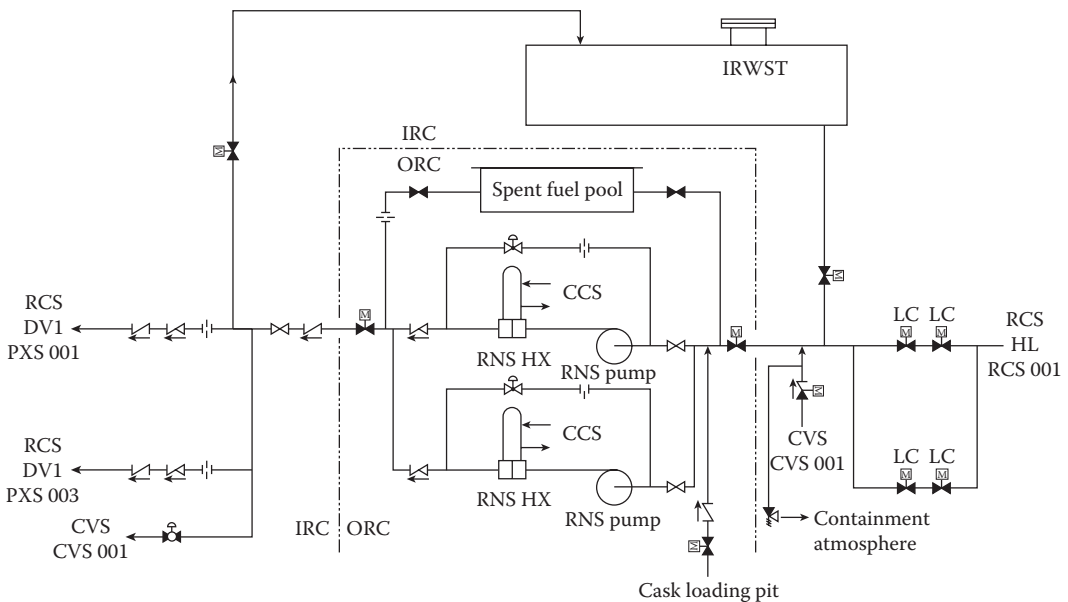 IRWST
IRC
ORC
Spent fuel pool
M
M
CCS
RCS
DV1
PXS 001
M
RNS HX
RNS pump
M
LC LC
M M
RCS
HL
RCS 001
M
CCS
CVS
CVS 001
RCS
DV1
PXS 003
RNS HX
RNS pump
LC LC
M M
CVS
CVS 001
IRC
ORC
M
Containment
atmosphere
Cask loading pit